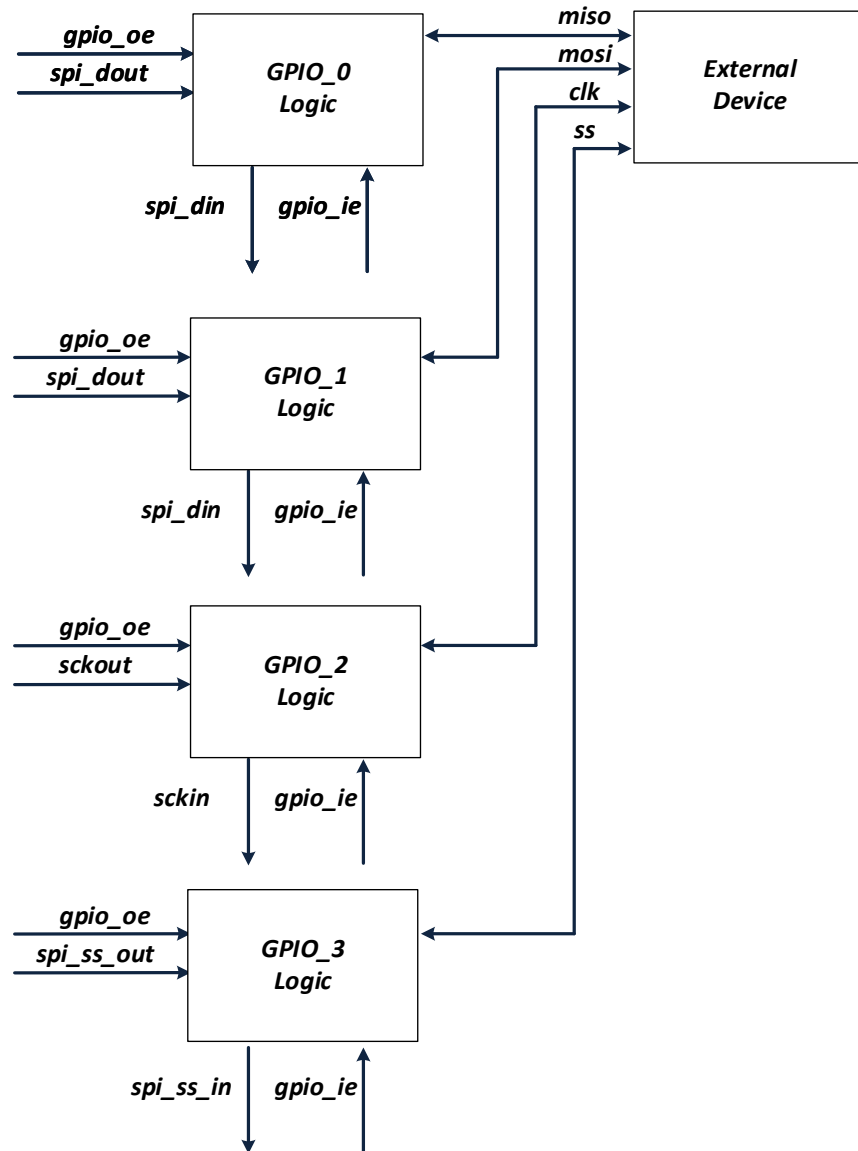 gpio_oe
spi_dout
GPIO_0
Logic
miso
mosi
clk
ss
External
Device
spi_din
gpio_ie
gpio_oe
spi_dout
GPIO_1
Logic
spi_din
gpio_ie
gpio_oe
sckout
GPIO_2
Logic
sckin
gpio_ie
gpio_oe
spi_ss_out
GPIO_3
Logic
spi_ss_in
gpio_ie